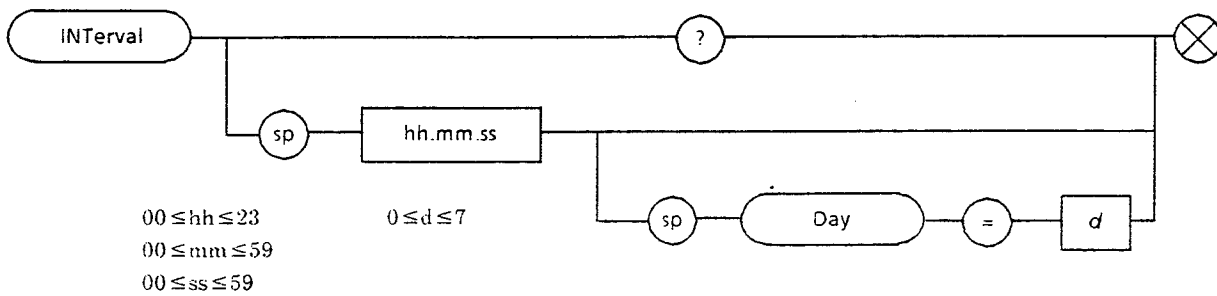 INTerval
?
sp
hh.mm.ss
sp
Day
=
d
00≤hh≤23
0≤d≤7
00≤mm≤59
00≤ss≤59